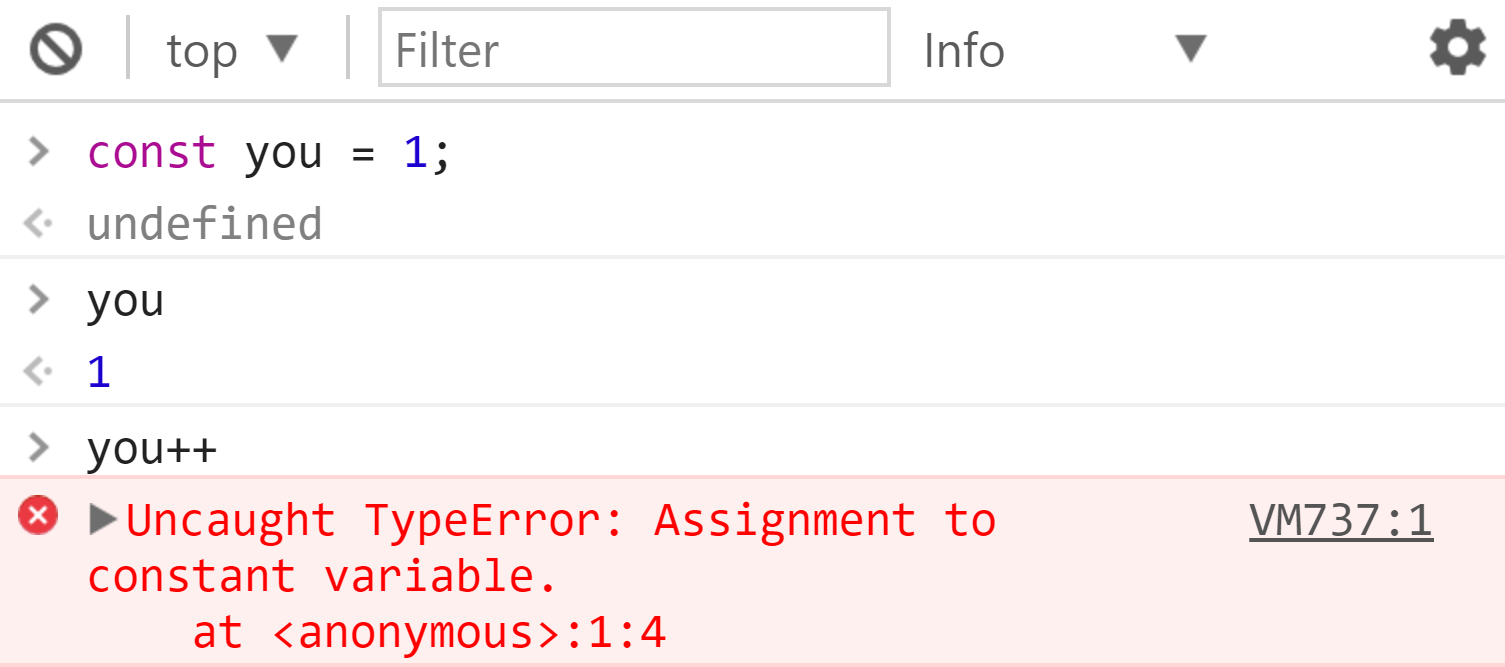 top ▼ Filter Info ▼
> const you = 1;
undefined
> you
1
> you++
Uncaught TypeError: Assignment to VM737:1
constant variable.
at <anonymous>:1:4